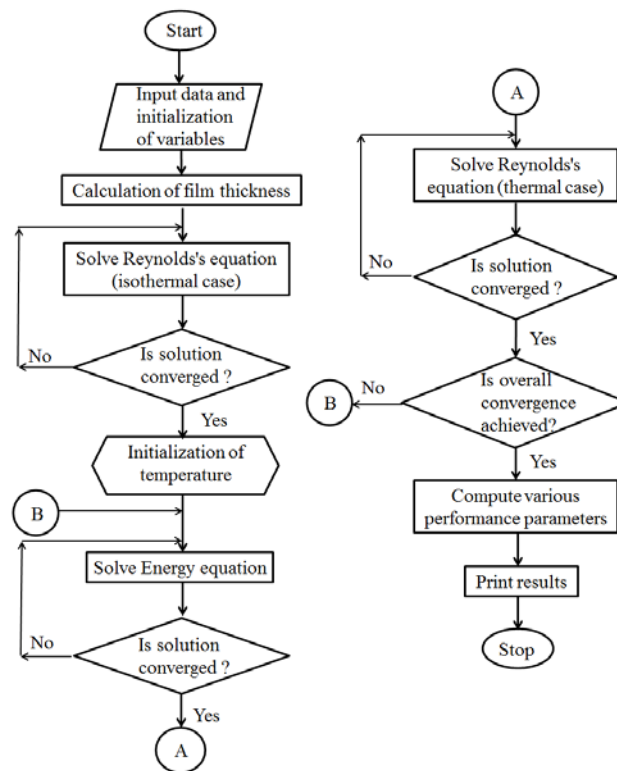 Start
Input data and
initialization
of variables
Calculation of film thickness
Solve Reynolds's equation
(isothermal case)
No
Is solution
converged ?
Yes
Initialization of
temperature
B
Solve Energy equation
No
Is solution
converged ?
Yes
A
A
Solve Reynolds's
equation (thermal case)
No
Is solution
converged ?
Yes
No
Is overall
convergence
achieved?
B
Yes
Compute various
performance parameters
Print results
Stop